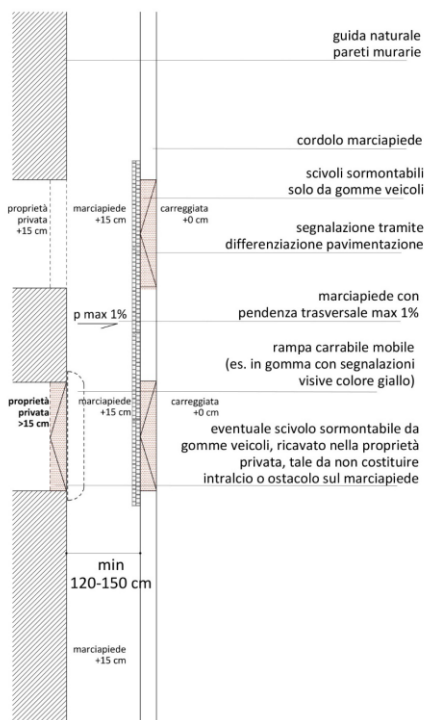 guida naturale
pareti murarie
cordolo marciapiede
scivoli sormontabili
solo da gomme veicoli
proprietà
privata
+15 cm
marciapiede
+15 cm
carreggiata
+0 cm
segnalazione tramite
differenziazione pavimentazione
p max 1%
marciapiede con
pendenza trasversale max 1%
rampa carrabile mobile
(es. in gomma con segnalazioni
visive colore giallo)
proprietà
privata
>15 cm
marciapiede
+15 cm
carreggiata
+0 cm
eventuale scivolo sormontabile da
gomme veicoli, ricavato nella proprietà
privata, tale da non costituire
intralcio o ostacolo sul marciapiede
min
120-150 cm
marciapiede
+15 cm